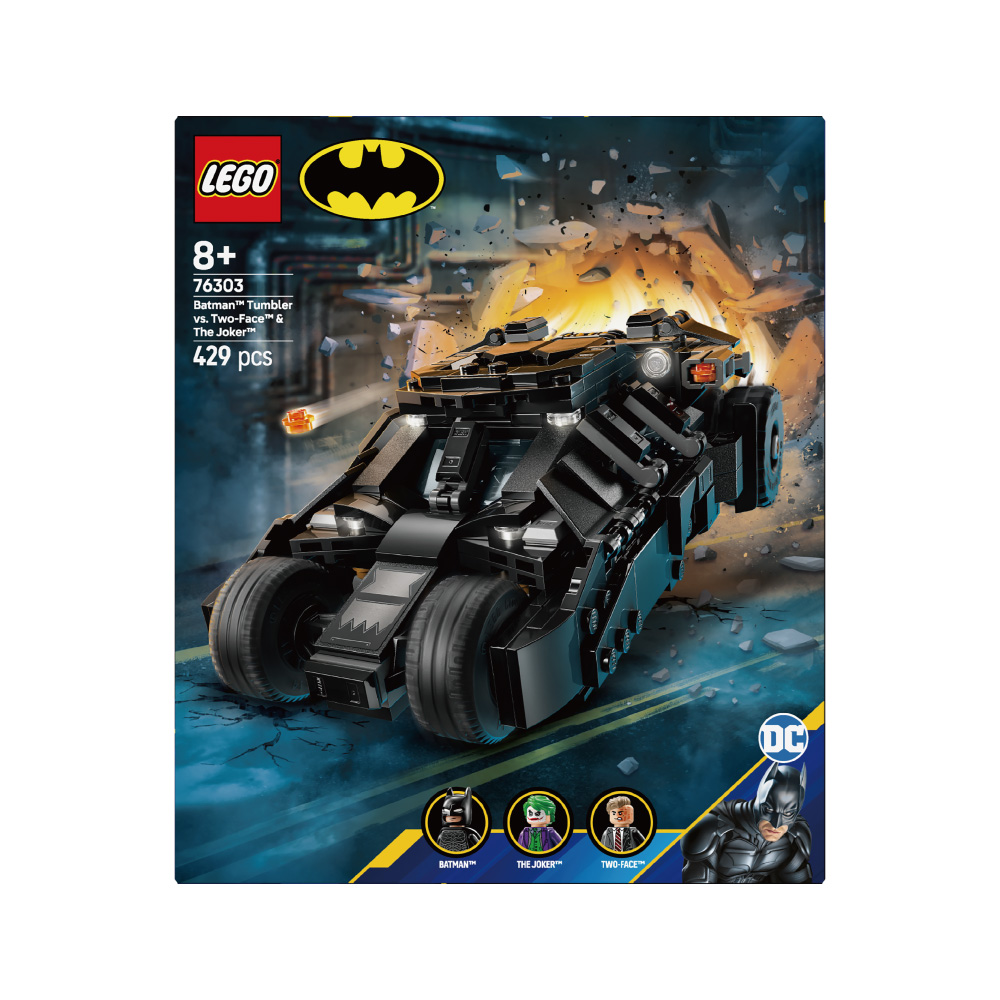 LEGO
8+
76303
Batman™ Tumbler
vs. Two-Face™ &
The Joker™
429 pcs
DC
BATMAN™
THE JOKER™
TWO-FACE™